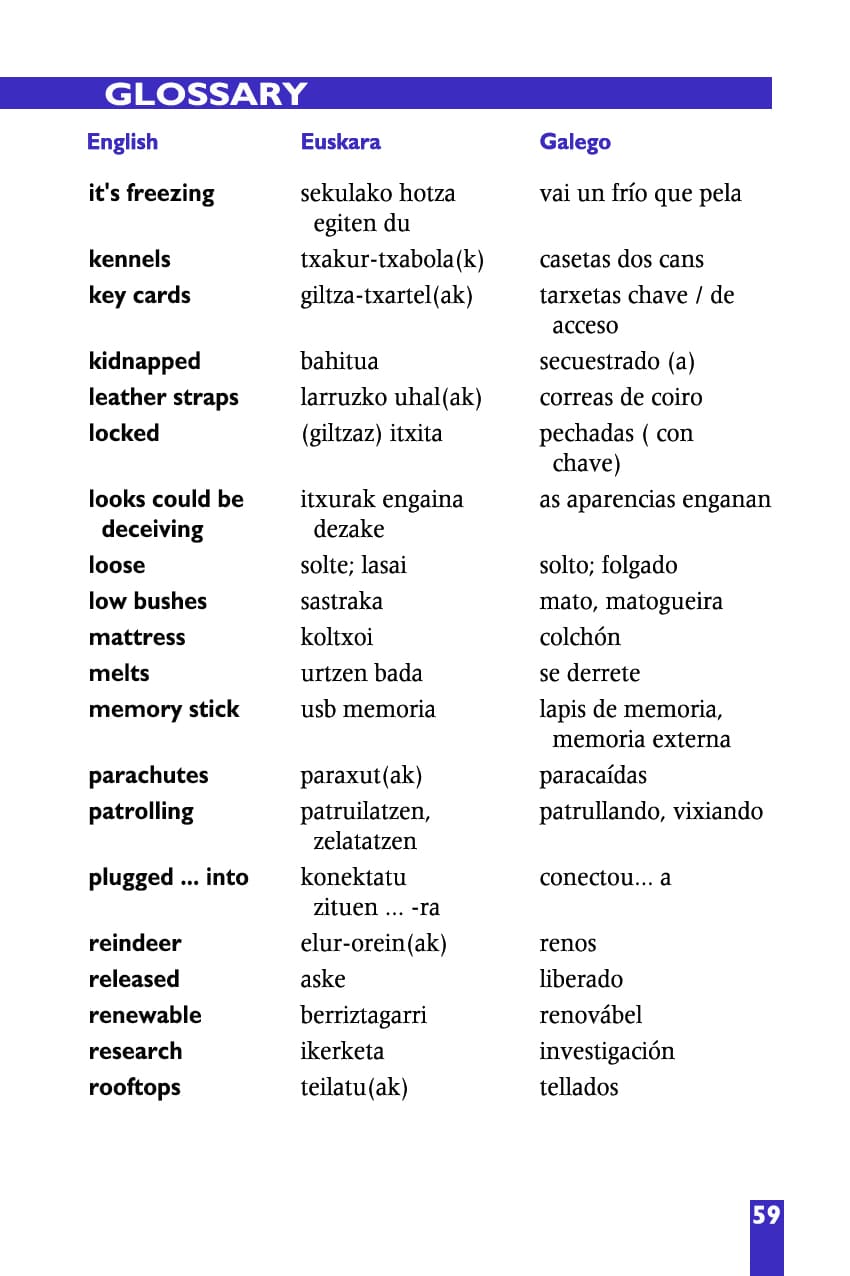 GLOSSARY
English Euskara Galego
it's freezing sekulako hotza vai un frío que pela
egiten du
kennels txakur-txabola(k) casetas dos cans
key cards giltza-txartel(ak) tarxetas chave / de
acceso
kidnapped bahitua secuestrado (a)
leather straps larruzko uhal(ak) correas de coiro
locked (giltzaz) itxita pechadas ( con
chave)
looks could be itxurak engaina as aparencias enganan
deceiving dezake
loose solte; lasai solto; folgado
low bushes sastraka mato, matogueira
mattress koltxoi colchón
melts urtzen bada se derrete
memory stick usb memoria lapis de memoria,
memoria externa
parachutes paraxut(ak) paracaídas
patrolling patruilatzen, patrullando, vixiando
zelatatzen
plugged ... into konektatu conectou... a
zituen ... -ra
reindeer elur-orein(ak) renos
released aske liberado
renewable berriztagarri renovábel
research ikerketa investigación
rooftops teilatu(ak) tellados
59